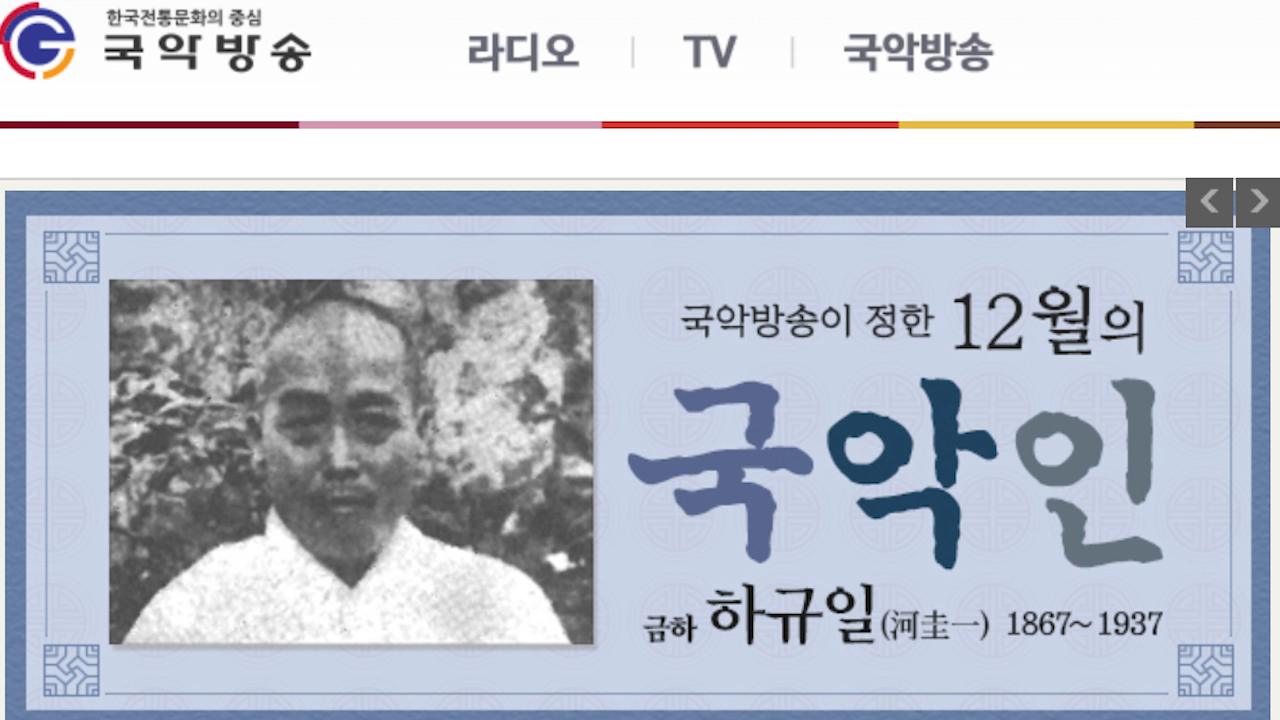 한국전통문화의 중심
국악방송
라디오 | TV | 국악방송
국악방송이 정한 12월의
국악인
금하 하규일(河圭一) 1867~1937